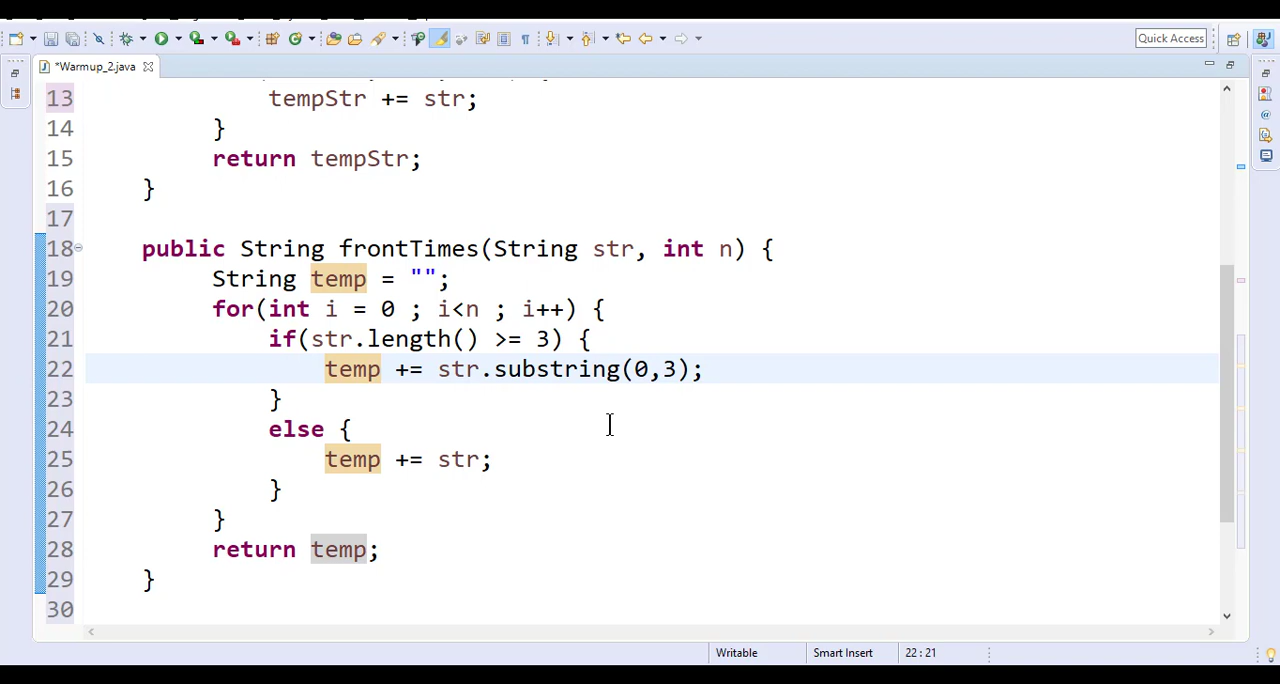 Quick Access
*Warmup_2.java
13 tempStr += str;
14 }
15 return tempStr;
16 }
17
18 public String frontTimes(String str, int n) {
19 String temp = "";
20 for(int i = 0 ; i<n ; i++) {
21 if(str.length() >= 3) {
22 temp += str.substring(0,3);
23 }
24 else {
25 temp += str;
26 }
27 }
28 return temp;
29 }
30
Writable Smart Insert 22 : 21